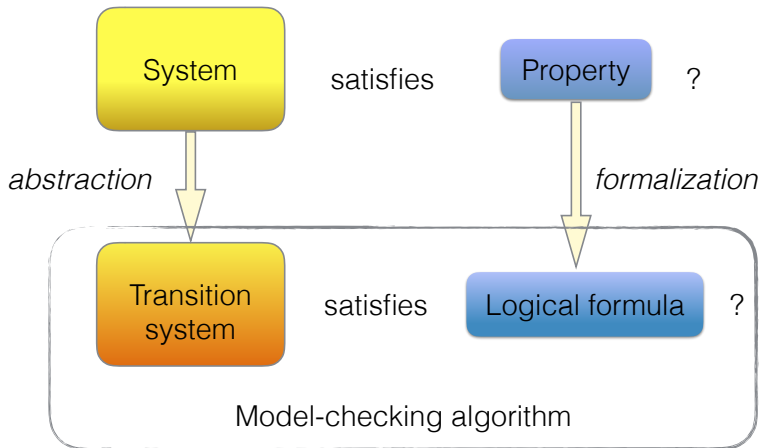 System satisfies Property ?
abstraction formalization
Transition
system
satisfies Logical formula ?
Model-checking algorithm